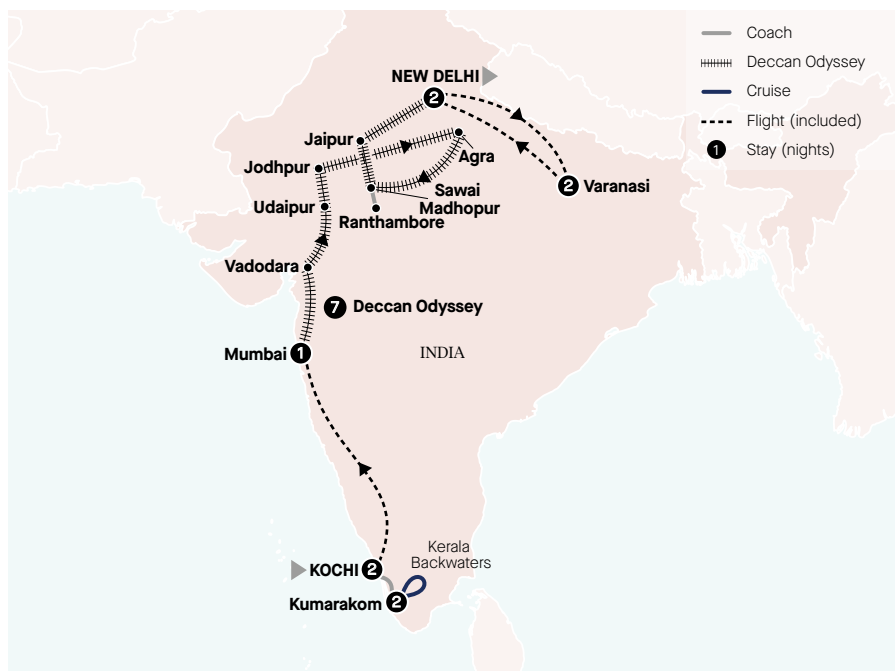 Coach
Deccan Odyssey
Cruise
Flight (included)
1 Stay (nights)
NEW DELHI
2
Jaipur
Agra
Jodhpur
Sawai
Madhopur
2 Varanasi
Udaipur
Ranthambore
Vadodara
7 Deccan Odyssey
Mumbai 1
INDIA
Kerala
Backwaters
KOCHI 2
Kumarakom 2